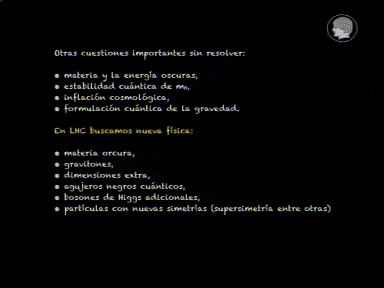 Otras cuestiones importantes sin resolver:
• materia y la energía oscuras,
• estabilidad cuántica de mH,
• inflación cosmológica,
• formulación cuántica de la gravedad.
En LHC buscamos nueva física:
• materia orcura,
• gravitones,
• dimensiones extra,
• agujeros negros cuánticos,
• bosones de Higgs adicionales,
• partículas con nuevas simetrías (supersimetría entre otras)